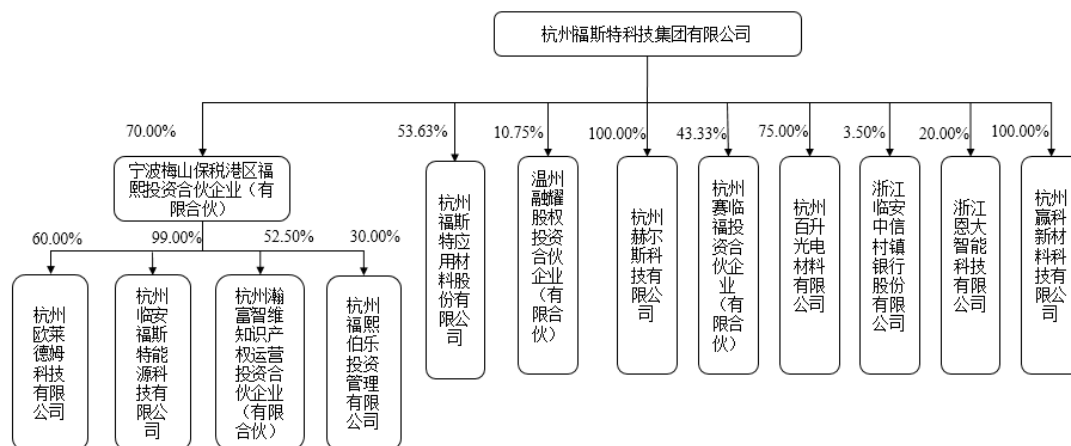 杭州福斯特科技集团有限公司
70.00%
53.63%
10.75%
100.00%
43.33%
75.00%
3.50%
20.00%
100.00%
宁波梅山保税港区福
熙投资合伙企业（有
限合伙）
60.00%
99.00%
52.50%
30.00%
杭州
欧莱
德姆
科技
有限
公司
杭州
临安
福斯
特能
源科
技有
限公
司
杭州瀚
富智维
知识产
权运营
投资合
伙企业
（有限
合伙）
杭州
福熙
伯乐
投资
管理
有限
公司
杭州
福斯
特应
用材
料股
份有
限公
司
温州
融耀
股权
投资
合伙
企业
（有
限合
伙）
杭州
赫尔
斯科
技有
限公
司
杭州
赛临
福投
资合
伙企
业
（有
限合
伙）
杭州
百升
光电
材料
有限
公司
浙江
临安
中信
村镇
银行
股份
有限
公司
浙江
恩大
智能
科技
有限
公司
杭州
赢科
新材
料科
技有
限公
司